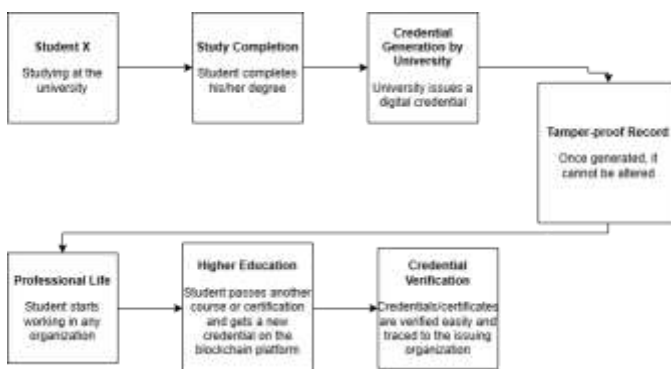 Student X
Studying at the
university
Study Completion
Student completes
his/her degree
Credential
Generation by
University
University issues a
digital credential
Tamper-proof Record
Once generated, it
cannot be altered
Professional Life
Student starts
working in any
organization
Higher Education
Student passes another
course or certification
and gets a new
credential on the
blockchain platform
Credential
Verification
Credentials/certificates
are verified easily and
traced to the issuing
organization